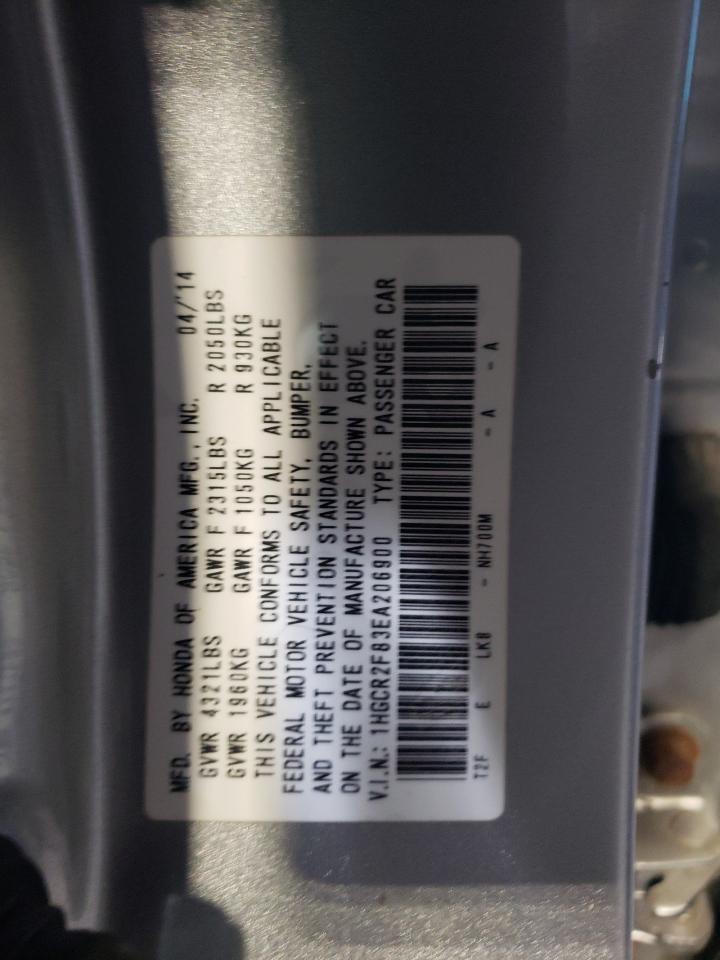 MFD. BY HONDA OF AMERICA MFG., INC. 04/'14
GVWR 4321LBS GAWR F 2315LBS R 2050LBS
GVWR 1960KG GAWR F 1050KG R 930KG
THIS VEHICLE CONFORMS TO ALL APPLICABLE
FEDERAL MOTOR VEHICLE SAFETY, BUMPER,
AND THEFT PREVENTION STANDARDS IN EFFECT
ON THE DATE OF MANUFACTURE SHOWN ABOVE.
V.I.N.: 1HGCR2F83EA206900 TYPE: PASSENGER CAR
T2F E LKB - NH700M - A - A